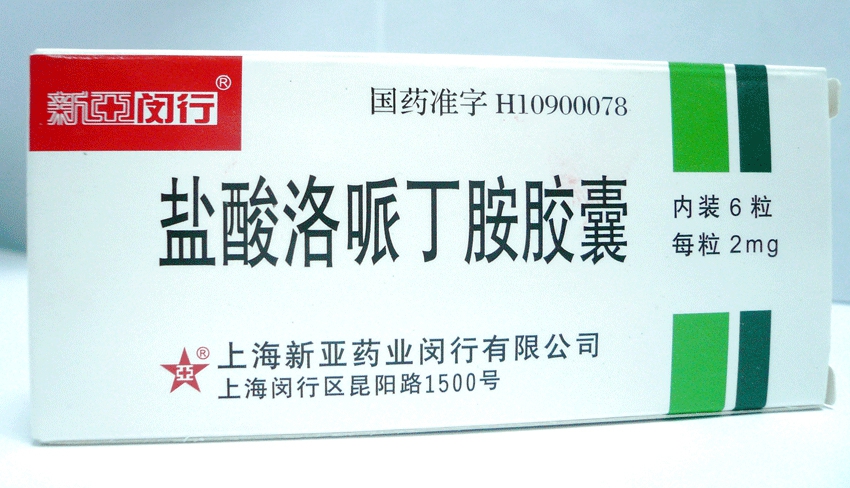 新亚闵行®
国药准字 H10900078
盐酸洛哌丁胺胶囊
内装 6 粒
每粒 2mg
亞®
上海新亚药业闵行有限公司
上海闵行区昆阳路1500号